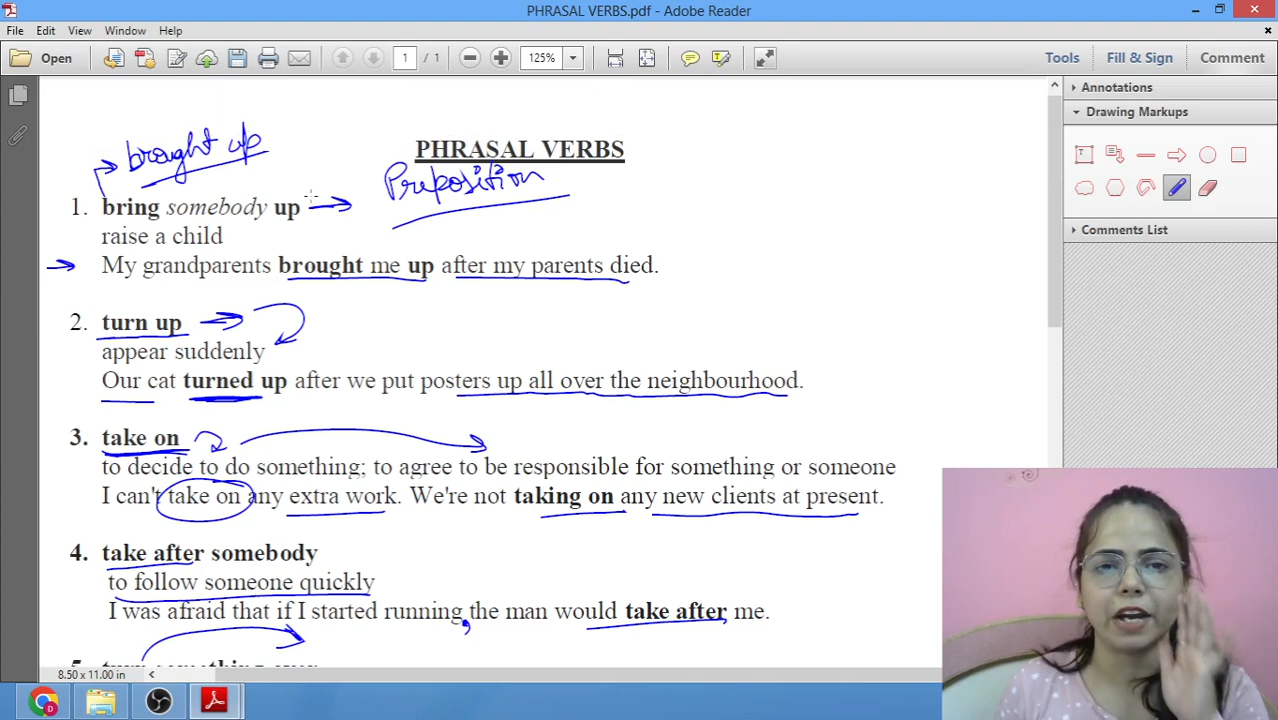 PHRASAL VERBS.pdf - Adobe Reader
File Edit View Window Help
Open 1 / 1 125% Tools Fill & Sign Comment
Annotations
Drawing Markups
Comments List
brought up
PHRASAL VERBS
Preposition
1. bring somebody up
raise a child
My grandparents brought me up after my parents died.
2. turn up
appear suddenly
Our cat turned up after we put posters up all over the neighbourhood.
3. take on
to decide to do something; to agree to be responsible for something or someone
I can't take on any extra work. We're not taking on any new clients at present.
4. take after somebody
to follow someone quickly
I was afraid that if I started running, the man would take after me.
5. turn something over
8.50 x 11.00 in